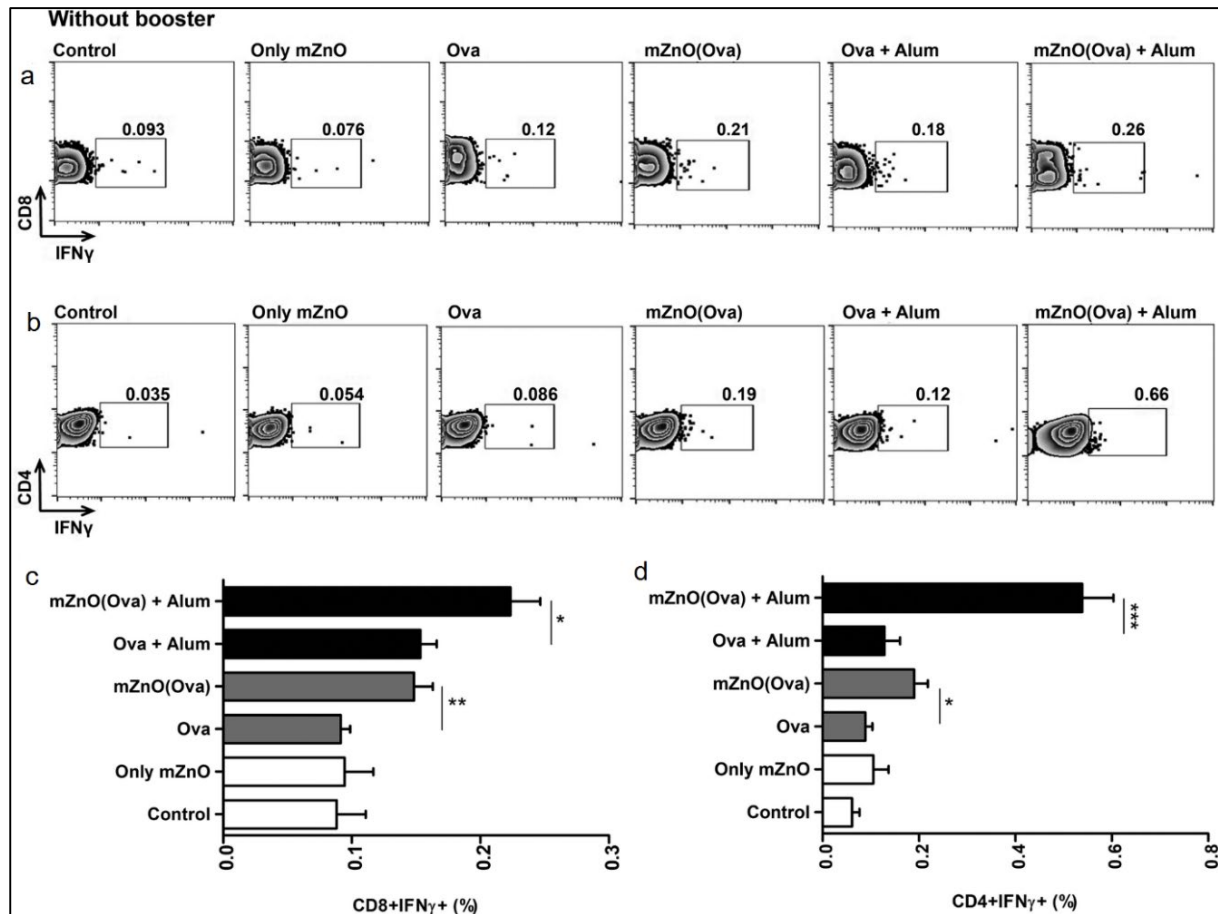 Without booster
a
Control
Only mZnO
Ova
mZnO(Ova)
Ova + Alum
mZnO(Ova) + Alum
0.093
0.076
0.12
0.21
0.18
0.26
CD8
IFNγ
b
Control
Only mZnO
Ova
mZnO(Ova)
Ova + Alum
mZnO(Ova) + Alum
0.035
0.054
0.086
0.19
0.12
0.66
CD4
IFNγ
c
mZnO(Ova) + Alum
*
Ova + Alum
mZnO(Ova)
**
Ova
Only mZnO
Control
0.0
0.1
0.2
0.3
CD8+IFNγ+ (%)
d
mZnO(Ova) + Alum
***
Ova + Alum
mZnO(Ova)
*
Ova
Only mZnO
Control
0.0
0.2
0.4
0.6
0.8
CD4+IFNγ+ (%)